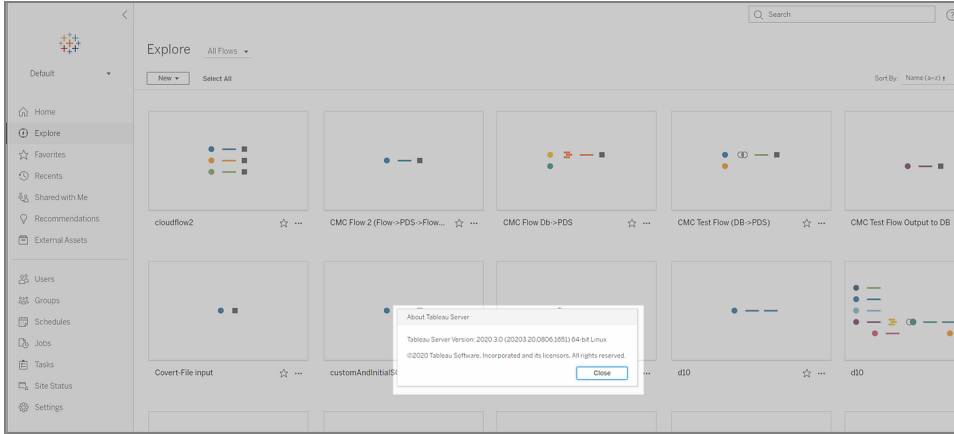 Search
Default
Home
Explore
Favorites
Recents
Shared with Me
Recommendations
External Assets
Users
Groups
Schedules
Jobs
Tasks
Site Status
Settings
Explore
All Flows
New
Select All
Sort By: Name (a–z)
cloudflow2
CMC Flow 2 (Flow->PDS->Flow...
CMC Flow Db->PDS
CMC Test Flow (DB->PDS)
CMC Test Flow Output to DB
Covert-File input
d10
d10
About Tableau Server
Tableau Server Version: 2020.3.0 (20203.20.0806.1651) 64-bit Linux
©2020 Tableau Software, Incorporated and its licensors. All rights reserved.
Close